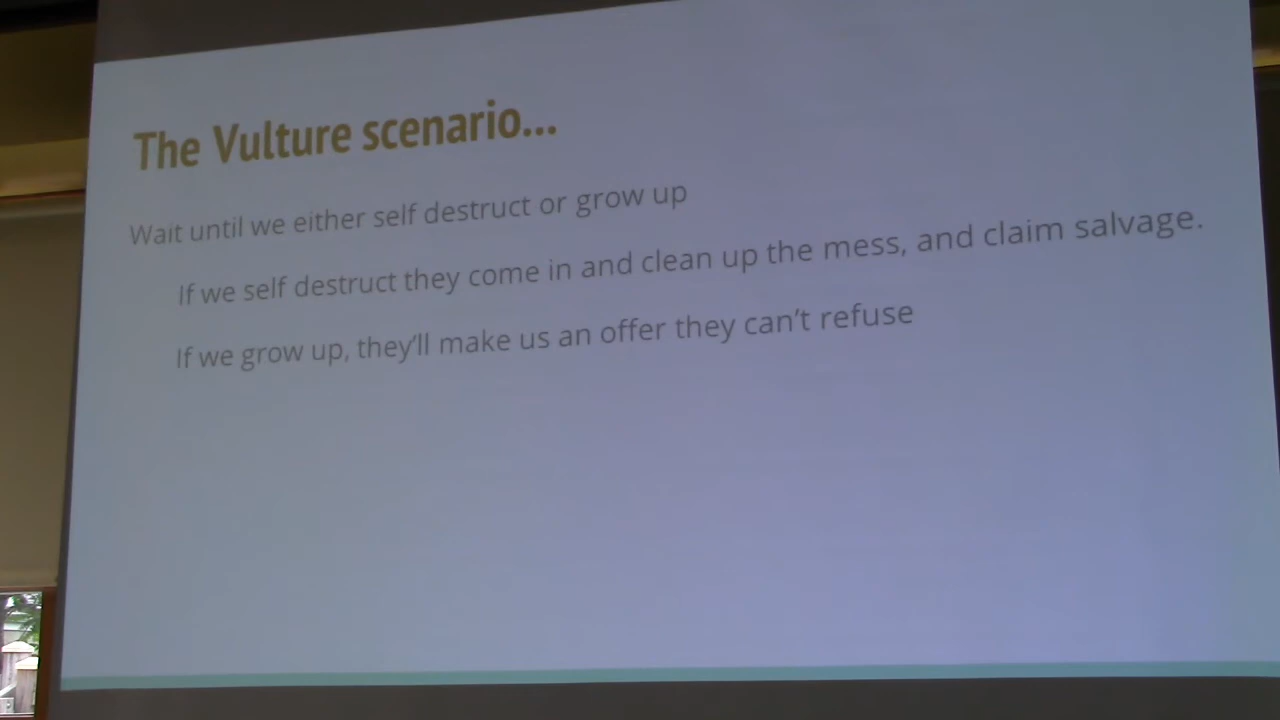 The Vulture scenario...
Wait until we either self destruct or grow up
If we self destruct they come in and clean up the mess, and claim salvage.
If we grow up, they'll make us an offer they can't refuse